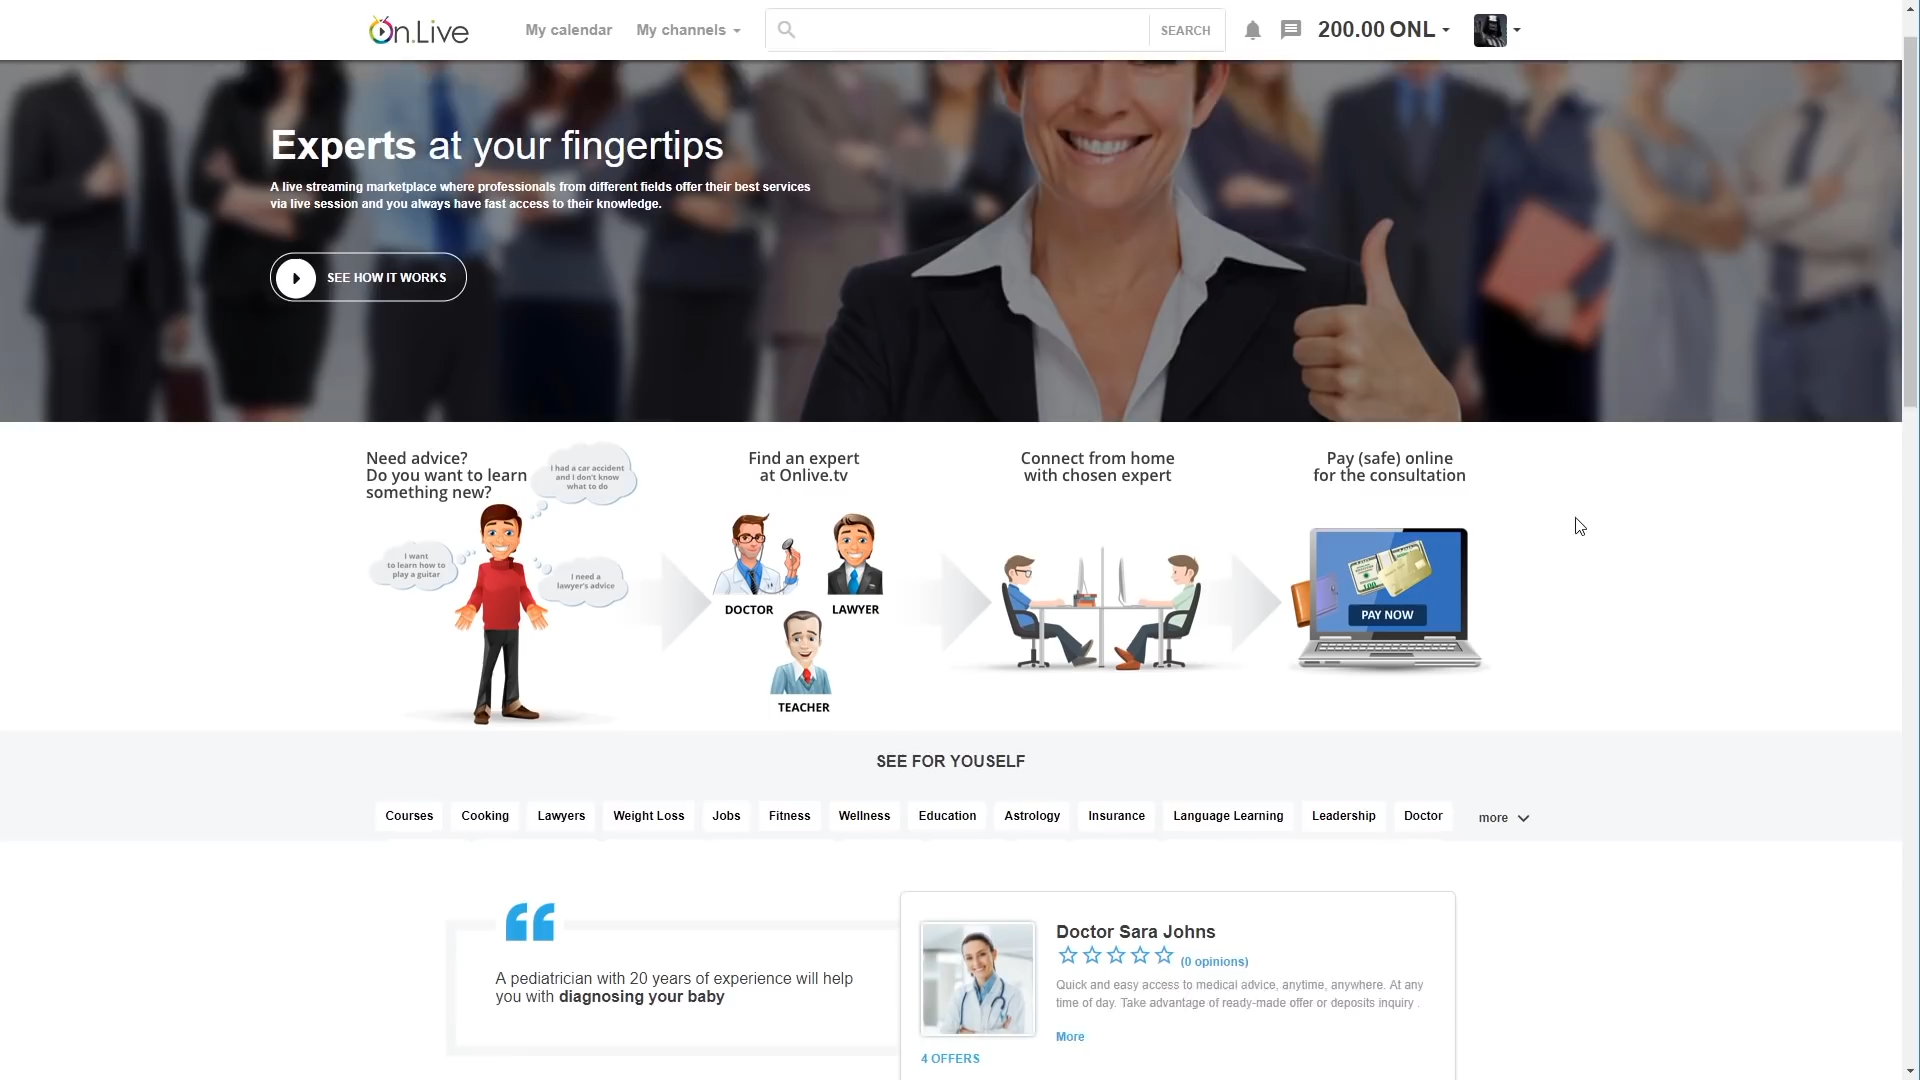 On.Live
My calendar
My channels
SEARCH
200.00 ONL
Experts at your fingertips
A live streaming marketplace where professionals from different fields offer their best services
via live session and you always have fast access to their knowledge.
SEE HOW IT WORKS
Need advice?
Do you want to learn
something new?
I had a car accident
and I don't know
what to do
I want
to learn how to
play a guitar
I need a
lawyer's advice
Find an expert
at Onlive.tv
DOCTOR
LAWYER
TEACHER
Connect from home
with chosen expert
Pay (safe) online
for the consultation
100
PAY NOW
SEE FOR YOUSELF
Courses
Cooking
Lawyers
Weight Loss
Jobs
Fitness
Wellness
Education
Astrology
Insurance
Language Learning
Leadership
Doctor
more
A pediatrician with 20 years of experience will help
you with diagnosing your baby
Doctor Sara Johns
(0 opinions)
Quick and easy access to medical advice, anytime, anywhere. At any
time of day. Take advantage of ready-made offer or deposits inquiry .
More
4 OFFERS